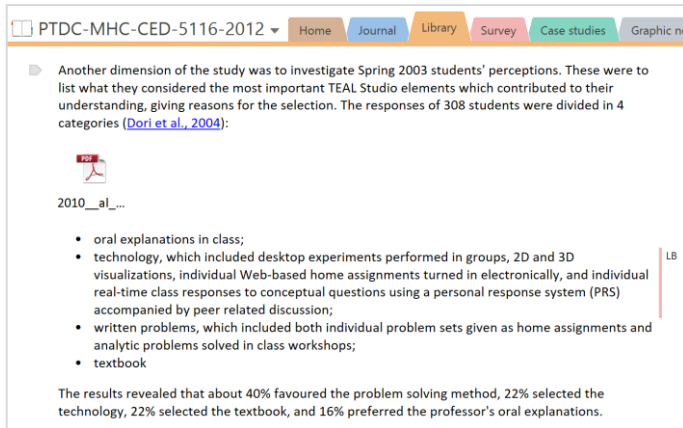 PTDC-MHC-CED-5116-2012 Home Journal Library Survey Case studies Graphic
Another dimension of the study was to investigate Spring 2003 students' perceptions. These were to
list what they considered the most important TEAL Studio elements which contributed to their
understanding, giving reasons for the selection. The responses of 308 students were divided in 4
categories (Dori et al., 2004):
PDF
2010__al_...
• oral explanations in class;
• technology, which included desktop experiments performed in groups, 2D and 3D
visualizations, individual Web-based home assignments turned in electronically, and individual
real-time class responses to conceptual questions using a personal response system (PRS)
accompanied by peer related discussion;
LB
• written problems, which included both individual problem sets given as home assignments and
analytic problems solved in class workshops;
• textbook
The results revealed that about 40% favoured the problem solving method, 22% selected the
technology, 22% selected the textbook, and 16% preferred the professor's oral explanations.